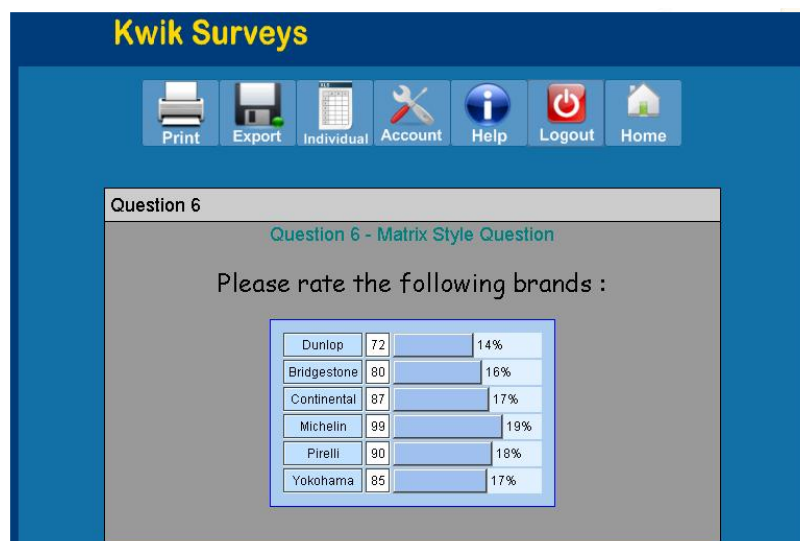 Kwik Surveys
Print Export Individual Account Help Logout Home
Question 6
Question 6 - Matrix Style Question
Please rate the following brands :
Dunlop 72 14%
Bridgestone 80 16%
Continental 87 17%
Michelin 99 19%
Pirelli 90 18%
Yokohama 85 17%